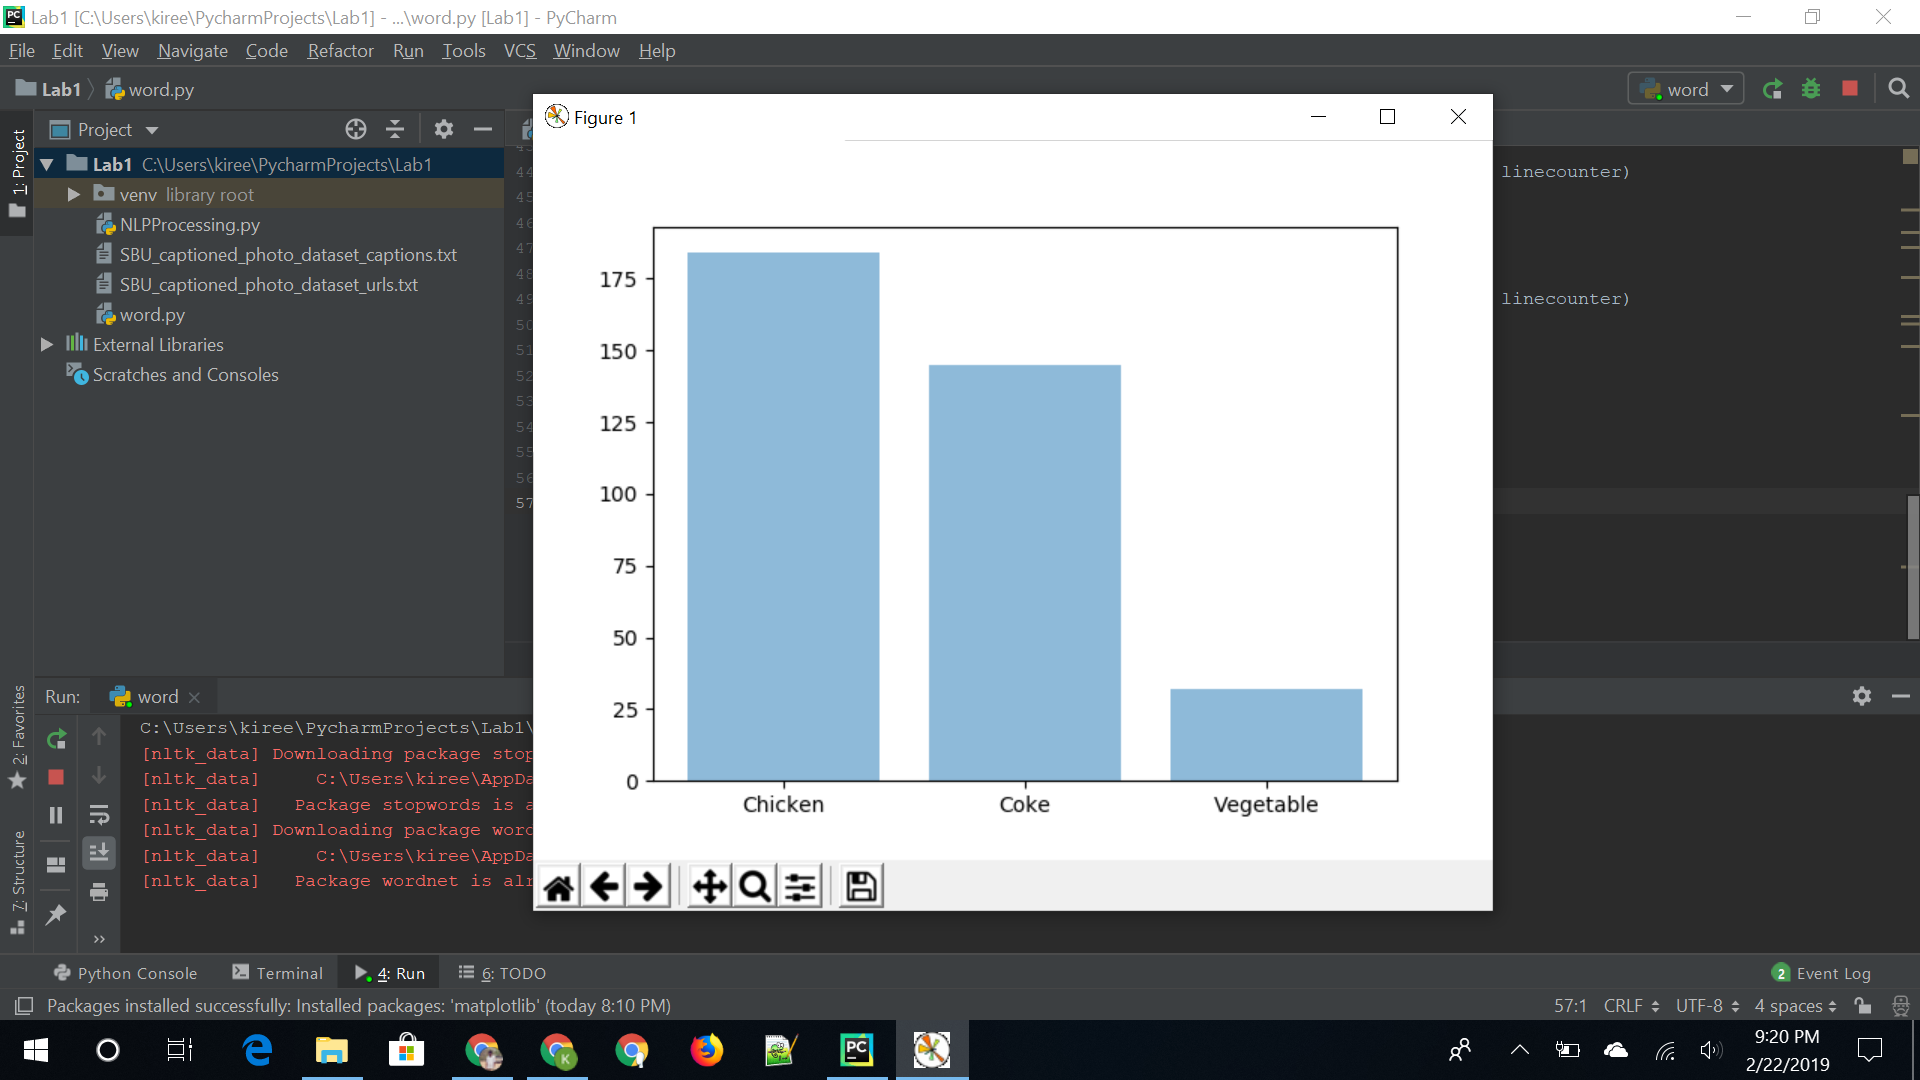 Lab1 [C:\Users\kiree\PycharmProjects\Lab1] - ...\word.py [Lab1] - PyCharm
File Edit View Navigate Code Refactor Run Tools VCS Window Help
Lab1 word.py
word
Project
1: Project
Lab1 C:\Users\kiree\PycharmProjects\Lab1
venv library root
NLPProcessing.py
SBU_captioned_photo_dataset_captions.txt
SBU_captioned_photo_dataset_urls.txt
word.py
External Libraries
Scratches and Consoles
44
45
46
47
48
49
50
51
52
53
54
55
56
57
linecounter)
linecounter)
Figure 1
175
150
125
100
75
50
25
0
Chicken Coke Vegetable
2: Favorites
7: Structure
Run: word
C:\Users\kiree\PycharmProjects\Lab1\
[nltk_data] Downloading package stop
[nltk_data] C:\Users\kiree\AppDa
[nltk_data] Package stopwords is a
[nltk_data] Downloading package word
[nltk_data] C:\Users\kiree\AppDa
[nltk_data] Package wordnet is alr
Python Console Terminal 4: Run 6: TODO
2 Event Log
Packages installed successfully: Installed packages: 'matplotlib' (today 8:10 PM)
57:1 CRLF UTF-8 4 spaces
9:20 PM
2/22/2019